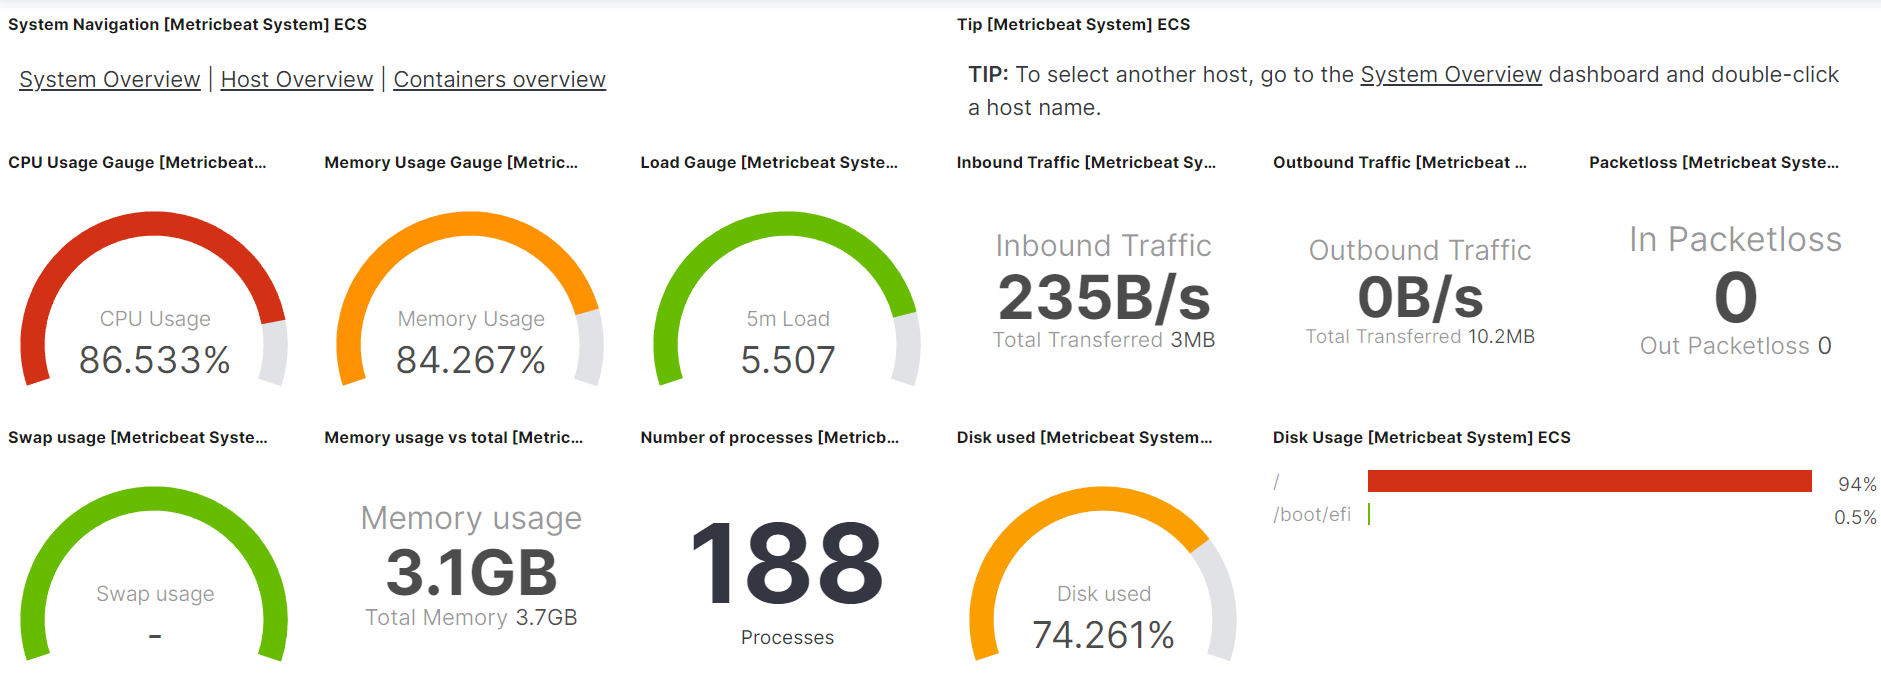 System Navigation [Metricbeat System] ECS
System Overview | Host Overview | Containers overview
Tip [Metricbeat System] ECS
TIP: To select another host, go to the System Overview dashboard and double-click
a host name.
CPU Usage Gauge [Metricbeat...
CPU Usage
86.533%
Memory Usage Gauge [Metric...
Memory Usage
84.267%
Load Gauge [Metricbeat Syste...
5m Load
5.507
Inbound Traffic [Metricbeat Sy...
Inbound Traffic
235B/s
Total Transferred 3MB
Outbound Traffic [Metricbeat ...
Outbound Traffic
0B/s
Total Transferred 10.2MB
Packetloss [Metricbeat Syste...
In Packetloss
0
Out Packetloss 0
Swap usage [Metricbeat Syste...
Swap usage
-
Memory usage vs total [Metric...
Memory usage
3.1GB
Total Memory 3.7GB
Number of processes [Metricb...
188
Processes
Disk used [Metricbeat System...
Disk used
74.261%
Disk Usage [Metricbeat System] ECS
/ 94%
/boot/efi 0.5%